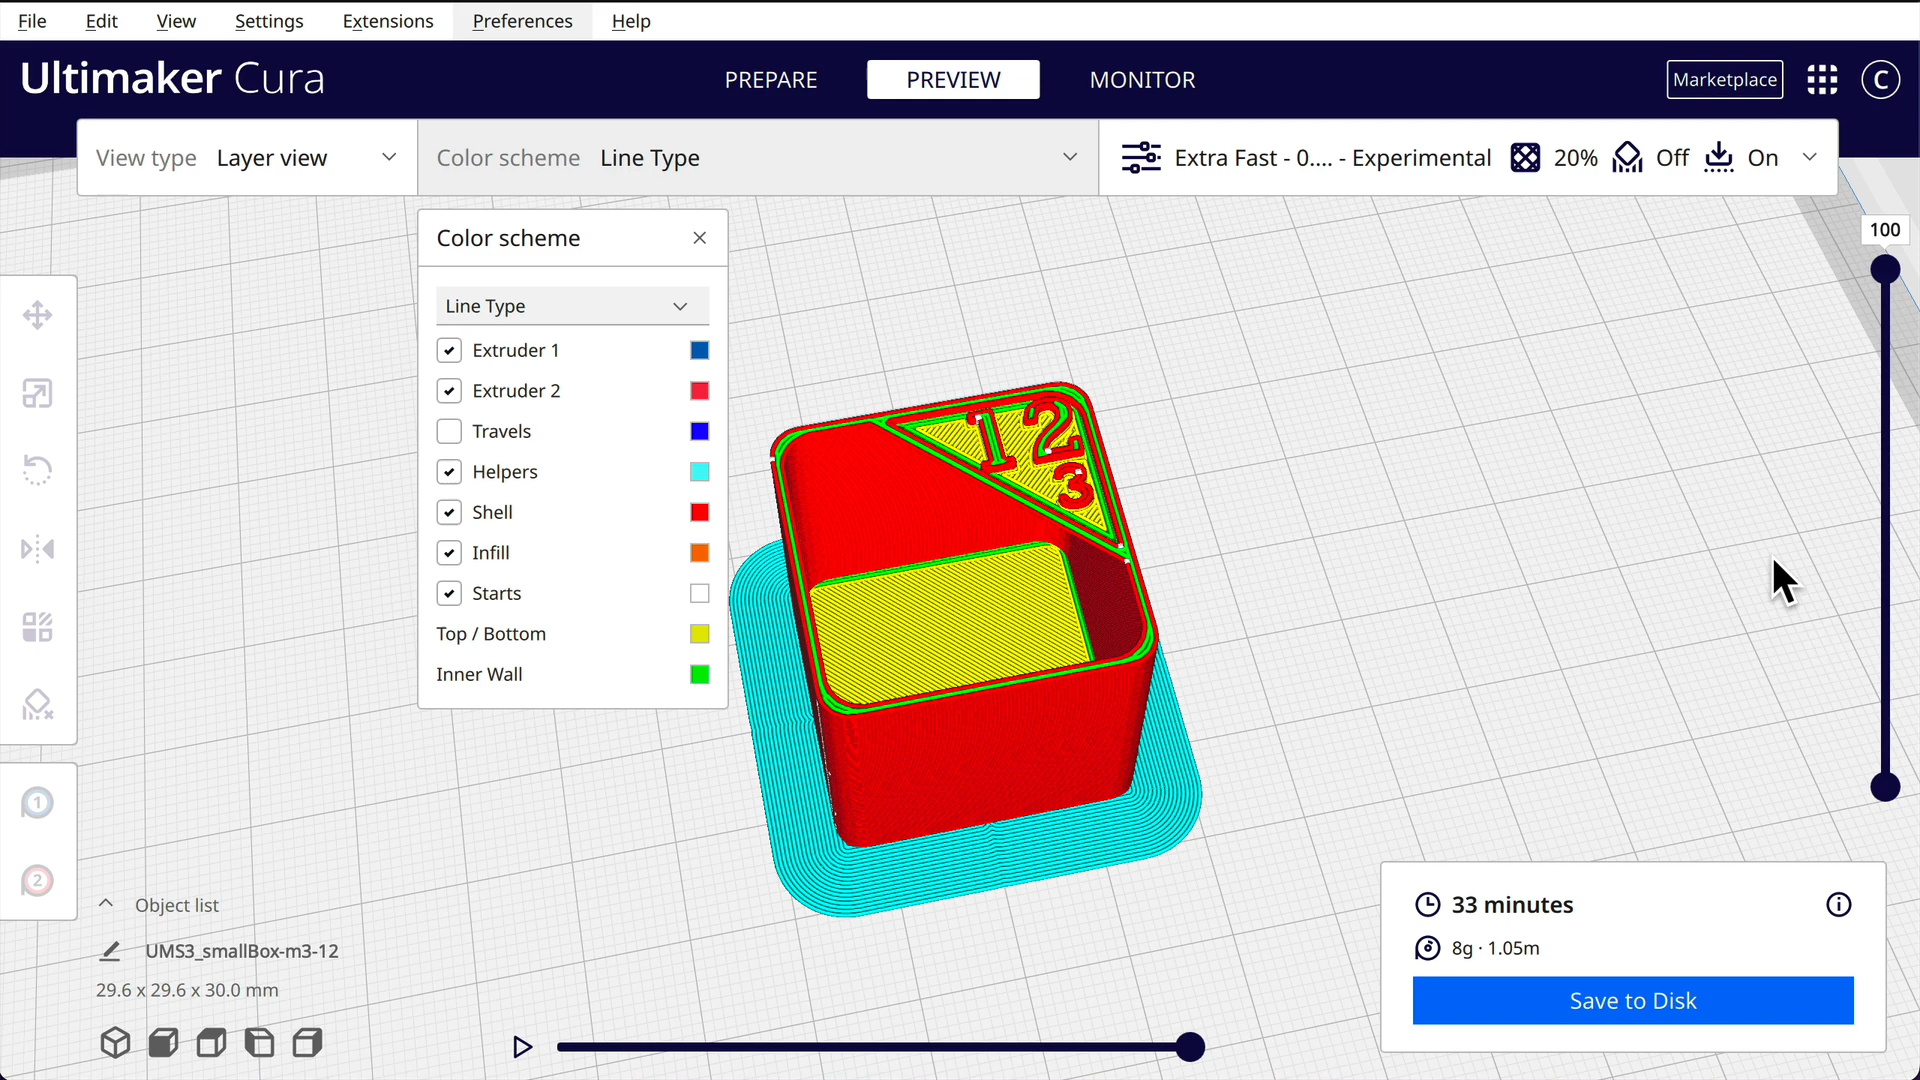 File Edit View Settings Extensions Preferences Help
Ultimaker Cura
PREPARE PREVIEW MONITOR
Marketplace
C
View type Layer view
Color scheme Line Type
Extra Fast - 0.... - Experimental 20% Off On
Color scheme
Line Type
Extruder 1
Extruder 2
Travels
Helpers
Shell
Infill
Starts
Top / Bottom
Inner Wall
100
1 2
3
1
2
Object list
UMS3_smallBox-m3-12
29.6 x 29.6 x 30.0 mm
33 minutes
8g · 1.05m
Save to Disk